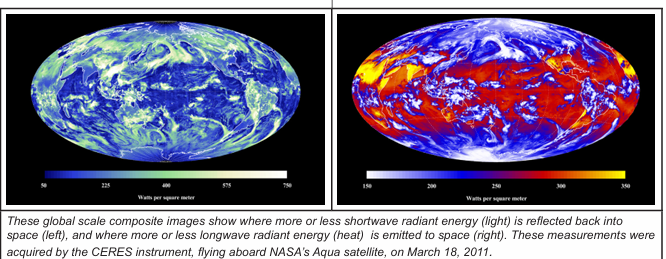 50 225 400 575 750
Watts per square meter
150 200 250 300 350
Watts per square meter
These global scale composite images show where more or less shortwave radiant energy (light) is reflected back into
space (left), and where more or less longwave radiant energy (heat) is emitted to space (right). These measurements were
acquired by the CERES instrument, flying aboard NASA's Aqua satellite, on March 18, 2011.